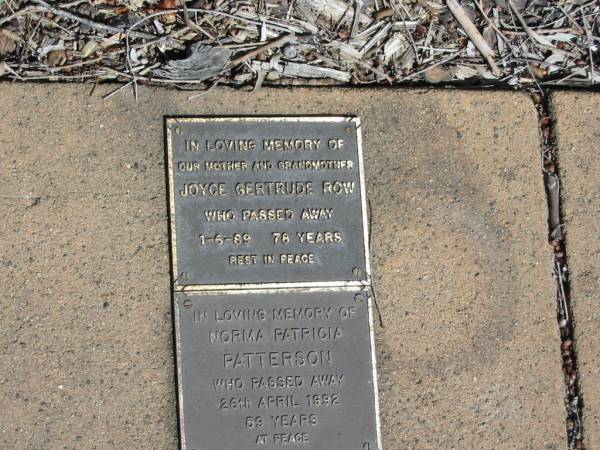 IN LOVING MEMORY OF
OUR MOTHER AND GRANDMOTHER
JOYCE GERTRUDE ROW
WHO PASSED AWAY
1-6-89 78 YEARS
REST IN PEACE
IN LOVING MEMORY OF
NORMA PATRICIA
PATTERSON
WHO PASSED AWAY
26th APRIL 1992
59 YEARS
AT PEACE